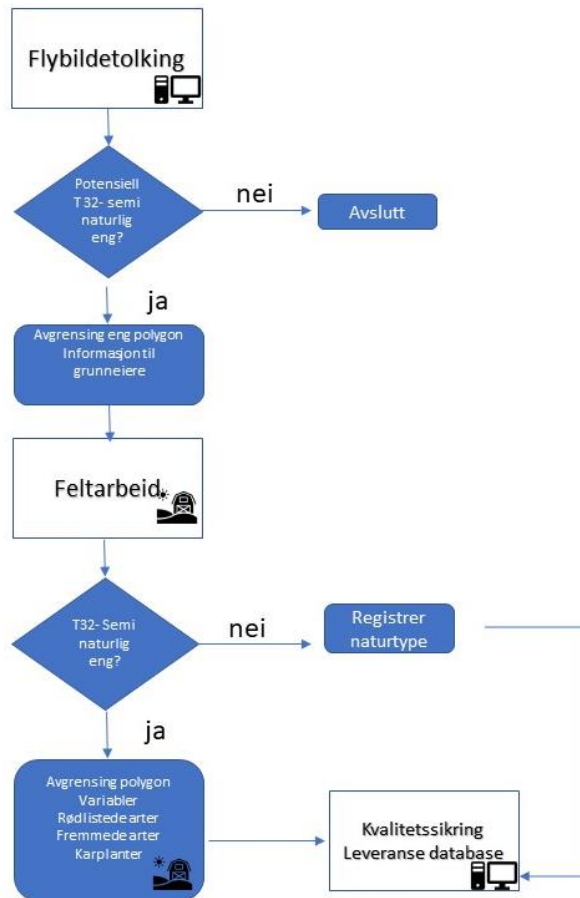 Flybildetolking
Potensiell
T32- semi
naturlig
eng?
nei
Avslutt
ja
Avgrensing eng polygon
Informasjon til
grunneiere
Feltarbeid
T32- Semi
naturlig
eng?
nei
Registrer
naturtype
ja
Avgrensing polygon
Variabler
Rødlistede arter
Fremmede arter
Karplanter
Kvalitetssikring
Leveranse database